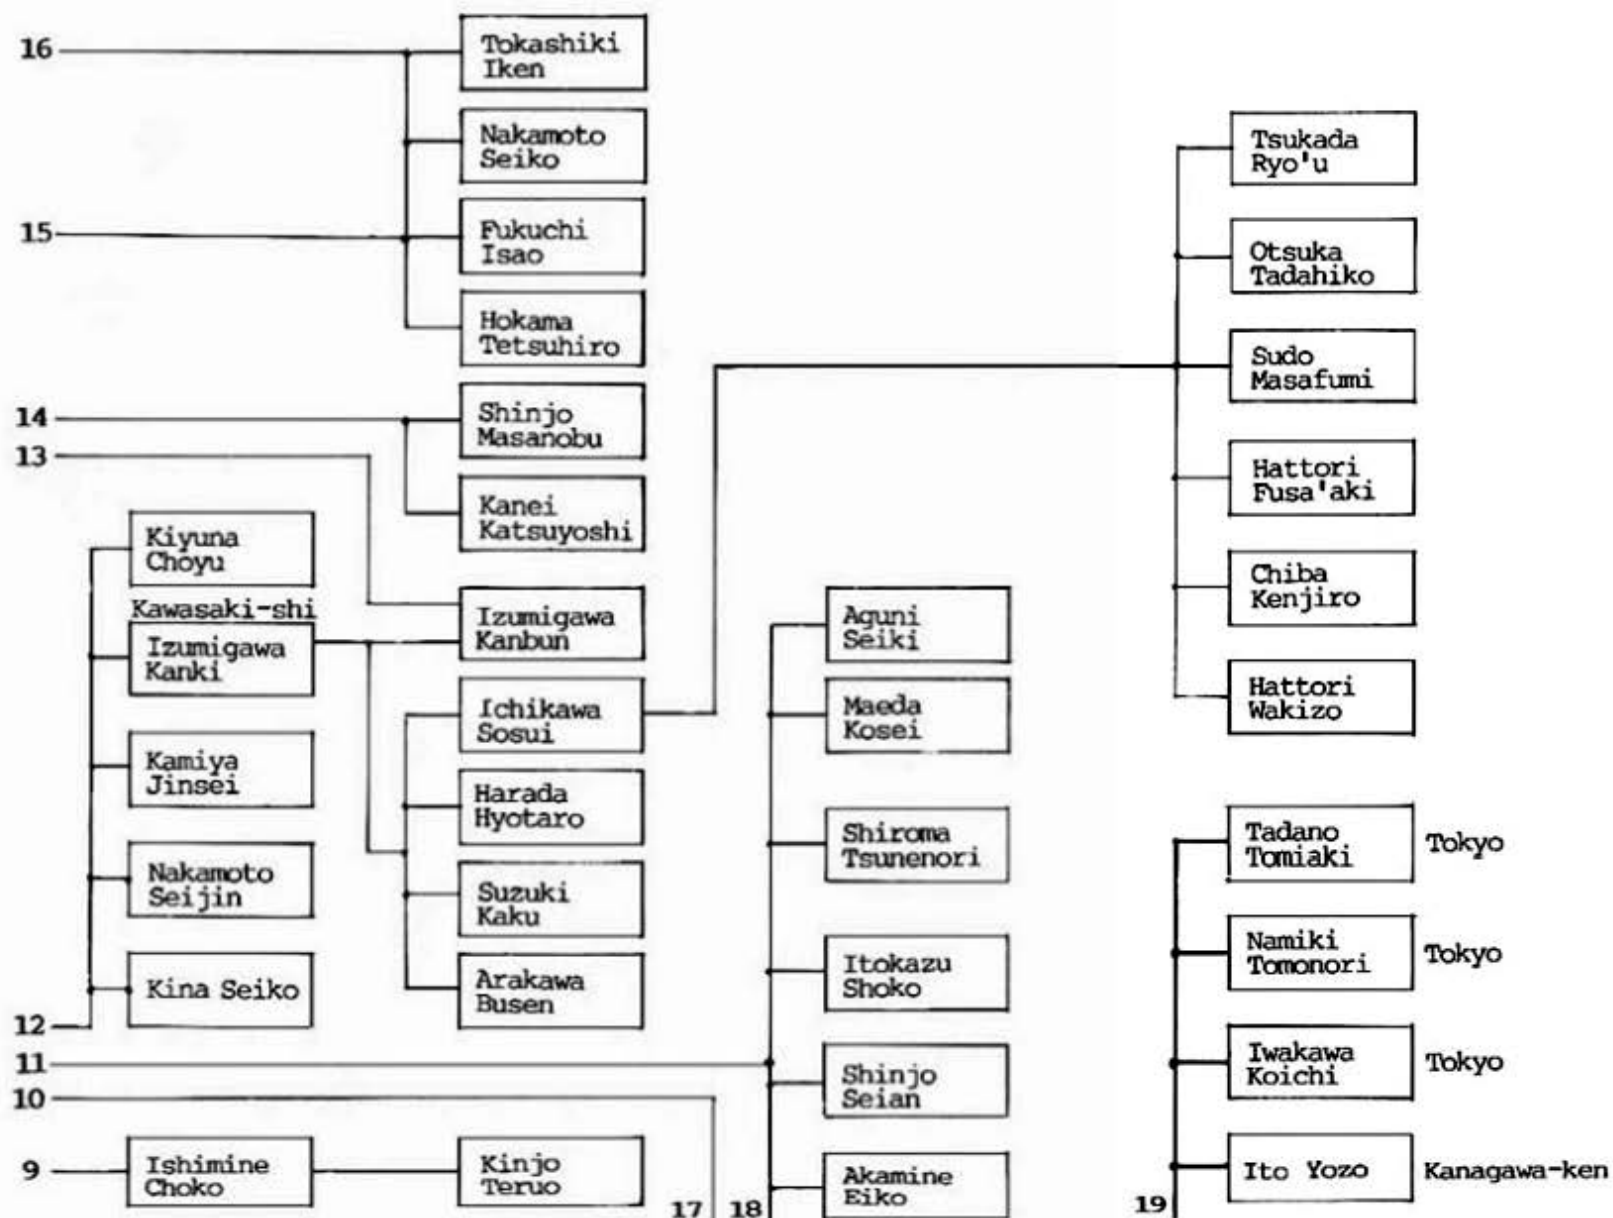 16
Tokashiki
Iken
Nakamoto
Seiko
15
Fukuchi
Isao
Hokama
Tetsuhiro
14
Shinjo
Masanobu
13
Kanei
Katsuyoshi
Kiyuna
Choyu
Kawasaki-shi
Izumigawa
Kanki
Izumigawa
Kanbun
Ichikawa
Sosui
Kamiya
Jinsei
Harada
Hyotaro
Nakamoto
Seijin
Suzuki
Kaku
Kina Seiko
Arakawa
Busen
12
11
10
9
Ishimine
Choko
Kinjo
Teruo
17
18
Aguni
Seiki
Maeda
Kosei
Shiroma
Tsunenori
Itokazu
Shoko
Shinjo
Seian
Akamine
Eiko
Tsukada
Ryo'u
Otsuka
Tadahiko
Sudo
Masafumi
Hattori
Fusa'aki
Chiba
Kenjiro
Hattori
Wakizo
Tadano
Tomiaki
Tokyo
Namiki
Tomonori
Tokyo
Iwakawa
Koichi
Tokyo
Ito Yozo
Kanagawa-ken
19